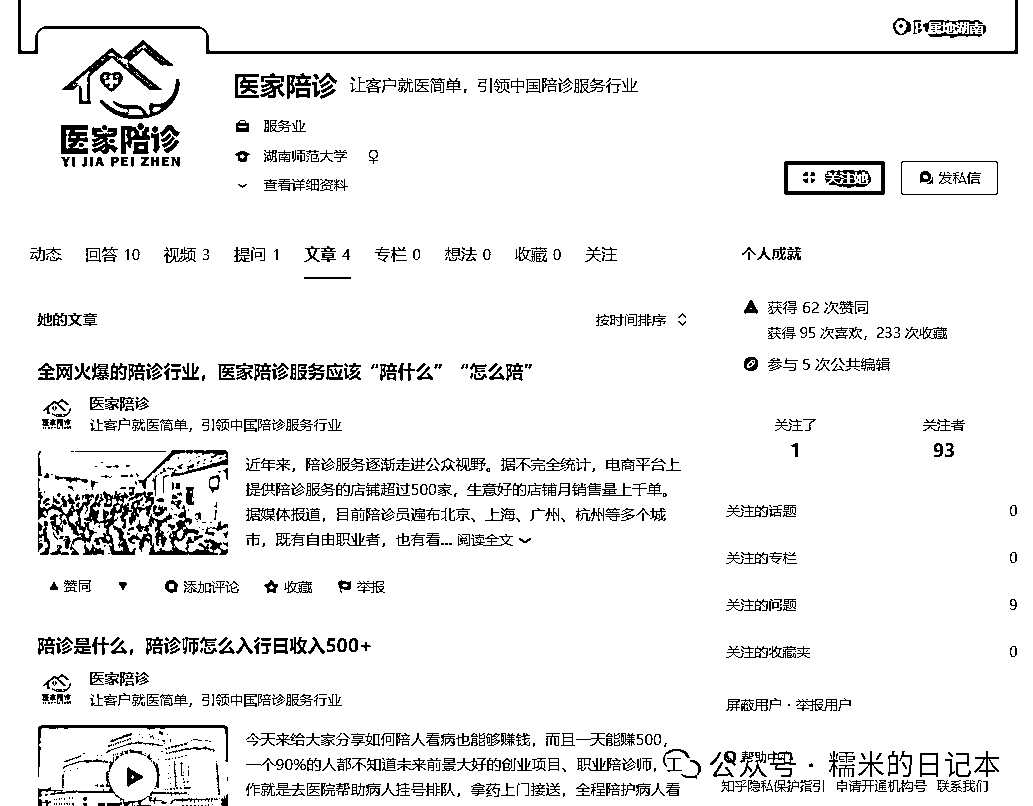 IP 属地湖南
医家陪诊
YI JIA PEI ZHEN
医家陪诊 让客户就医简单，引领中国陪诊服务行业
服务业
湖南师范大学 ♀
查看详细资料
关注她
发私信
动态 回答 10 视频 3 提问 1 文章 4 专栏 0 想法 0 收藏 0 关注
她的文章
按时间排序
全网火爆的陪诊行业，医家陪诊服务应该“陪什么” “怎么陪”
医家陪诊
让客户就医简单，引领中国陪诊服务行业
近年来，陪诊服务逐渐走进公众视野。据不完全统计，电商平台上
提供陪诊服务的店铺超过500家，生意好的店铺月销售量上千单。
据媒体报道，目前陪诊员遍布北京、上海、广州、杭州等多个城
市，既有自由职业者，也有看... 阅读全文
▲ 赞同 ▼ 添加评论 收藏 举报
陪诊是什么，陪诊师怎么入行日收入500+
医家陪诊
让客户就医简单，引领中国陪诊服务行业
今天来给大家分享如何陪人看病也能够赚钱，而且一天能赚500，
一个90%的人都不知道未来前景大好的创业项目、职业陪诊师，工
作就是去医院帮助病人挂号排队，拿药上门接送，全程陪护病人看
个人成就
获得 62 次赞同
获得 95 次喜欢，233 次收藏
参与 5 次公共编辑
关注了 关注者
1 93
关注的话题 0
关注的专栏 0
关注的问题 9
关注的收藏夹 0
屏蔽用户 · 举报用户
帮助中心
公众号 · 糯米的日记本
知乎隐私保护指引 申请开通机构号 联系我们